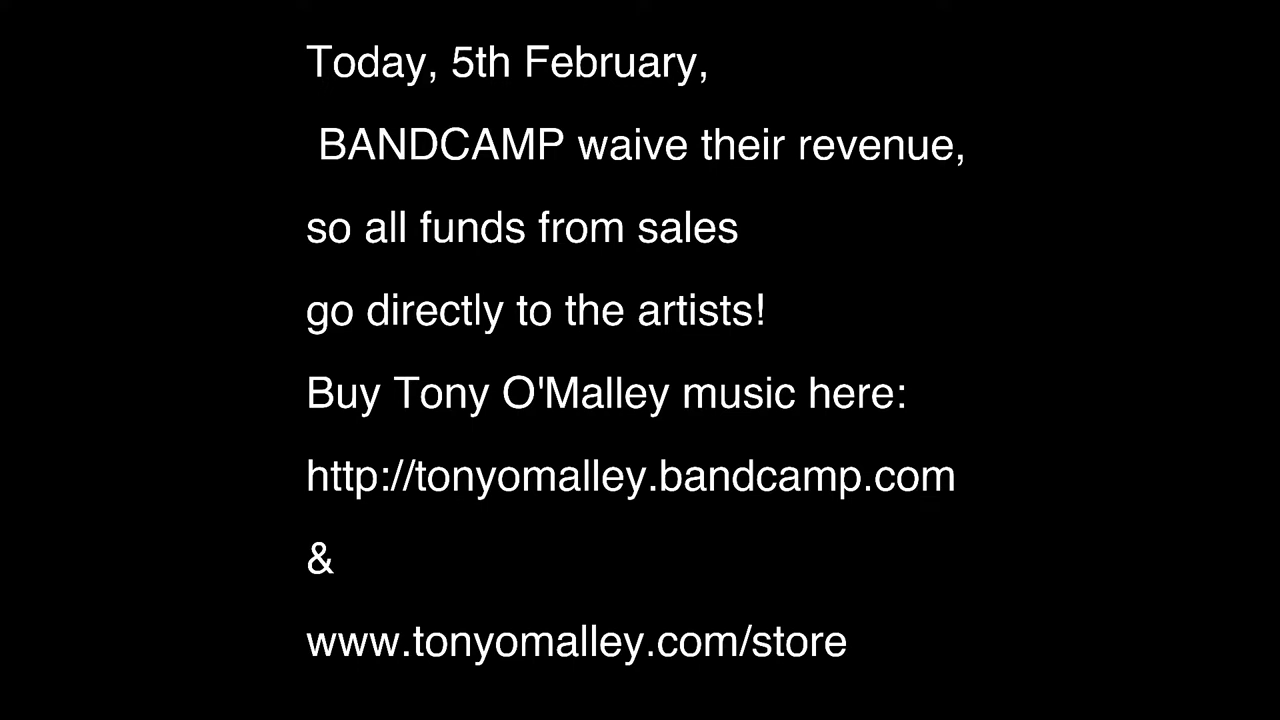 Today, 5th February,
BANDCAMP waive their revenue,
so all funds from sales
go directly to the artists!
Buy Tony O'Malley music here:
http://tonyomalley.bandcamp.com
&
www.tonyomalley.com/store